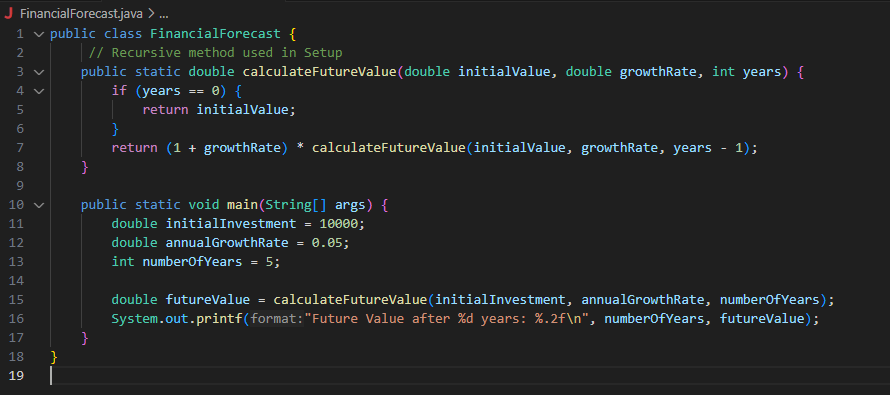 J FinancialForecast.java > ...
1 public class FinancialForecast {
2 // Recursive method used in Setup
3 public static double calculateFutureValue(double initialValue, double growthRate, int years) {
4 if (years == 0) {
5 return initialValue;
6 }
7 return (1 + growthRate) * calculateFutureValue(initialValue, growthRate, years - 1);
8 }
9
10 public static void main(String[] args) {
11 double initialInvestment = 10000;
12 double annualGrowthRate = 0.05;
13 int numberOfYears = 5;
14
15 double futureValue = calculateFutureValue(initialInvestment, annualGrowthRate, numberOfYears);
16 System.out.printf(format:"Future Value after %d years: %.2f\n", numberOfYears, futureValue);
17 }
18 }
19